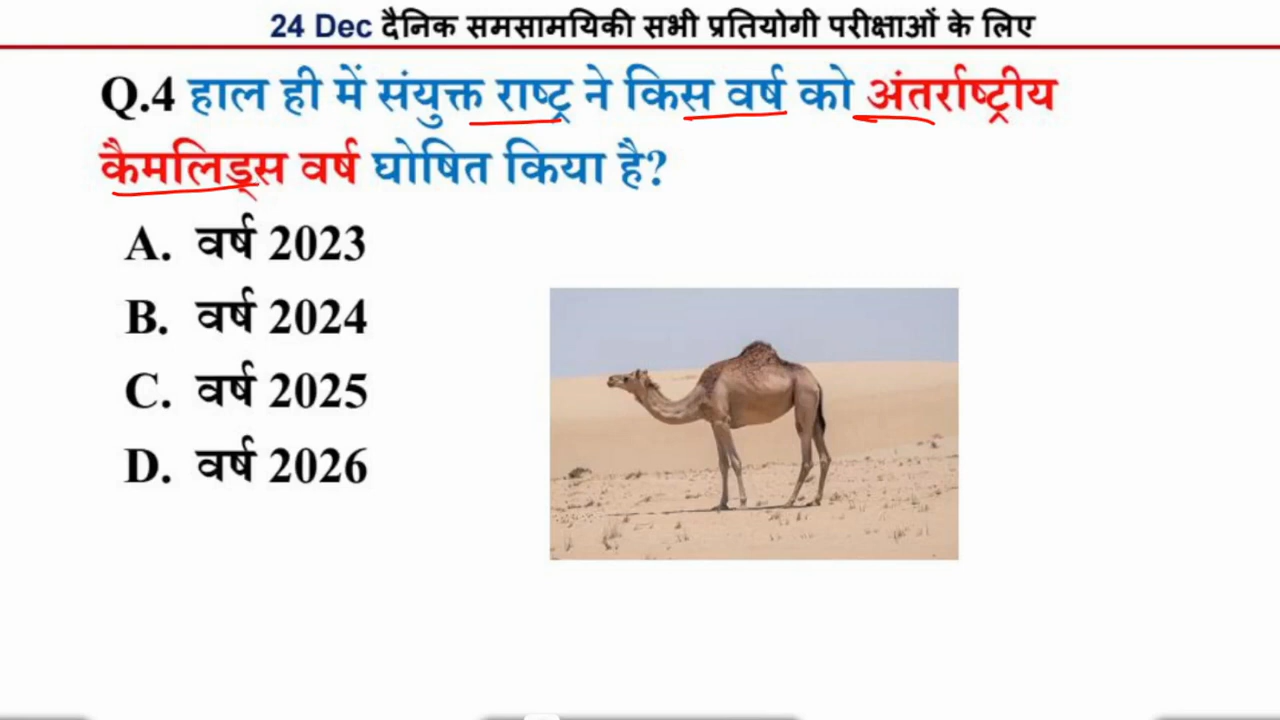 24 Dec दैनिक समसामयिकी सभी प्रतियोगी परीक्षाओं के लिए
Q.4 हाल ही में संयुक्त राष्ट्र ने किस वर्ष को अंतर्राष्ट्रीय
कैमलिड्स वर्ष घोषित किया है?
A. वर्ष 2023
B. वर्ष 2024
C. वर्ष 2025
D. वर्ष 2026